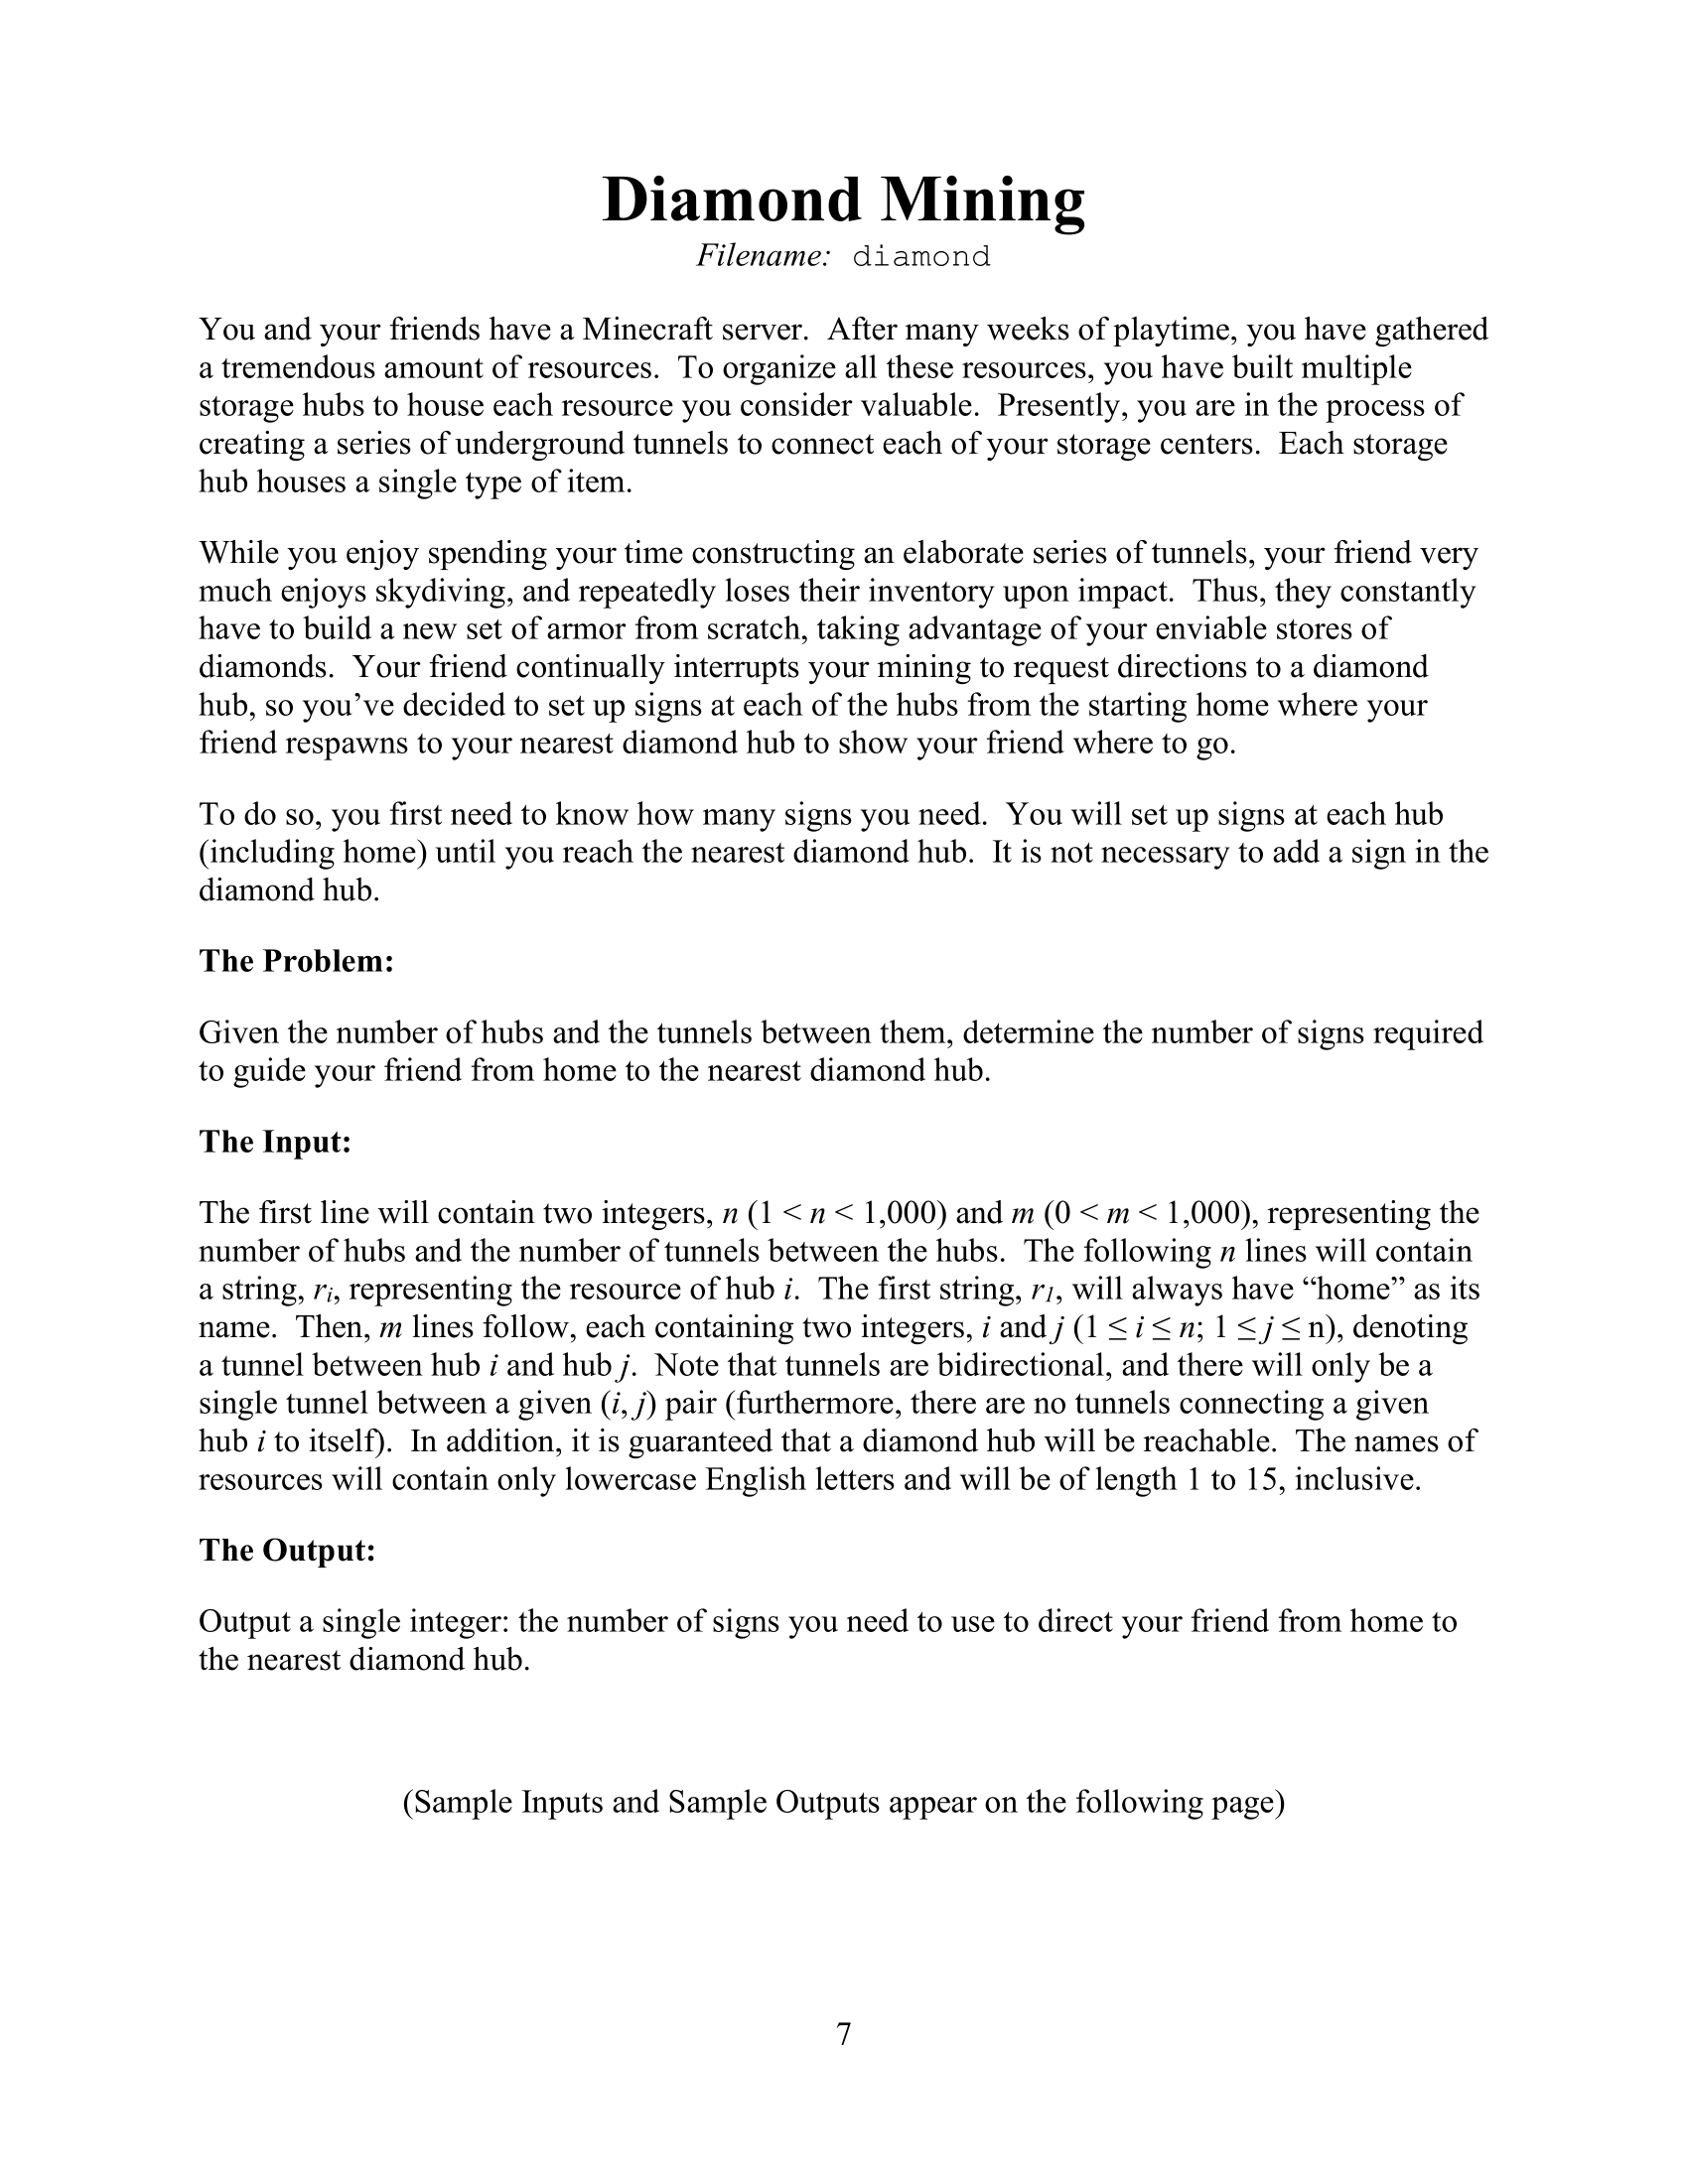 Diamond Mining
Filename: diamond
You and your friends have a Minecraft server. After many weeks of playtime, you have gathered
a tremendous amount of resources. To organize all these resources, you have built multiple
storage hubs to house each resource you consider valuable. Presently, you are in the process of
creating a series of underground tunnels to connect each of your storage centers. Each storage
hub houses a single type of item.
While you enjoy spending your time constructing an elaborate series of tunnels, your friend very
much enjoys skydiving, and repeatedly loses their inventory upon impact. Thus, they constantly
have to build a new set of armor from scratch, taking advantage of your enviable stores of
diamonds. Your friend continually interrupts your mining to request directions to a diamond
hub, so you’ve decided to set up signs at each of the hubs from the starting home where your
friend respawns to your nearest diamond hub to show your friend where to go.
To do so, you first need to know how many signs you need. You will set up signs at each hub
(including home) until you reach the nearest diamond hub. It is not necessary to add a sign in the
diamond hub.
The Problem:
Given the number of hubs and the tunnels between them, determine the number of signs required
to guide your friend from home to the nearest diamond hub.
The Input:
The first line will contain two integers, n (1 < n < 1,000) and m (0 < m < 1,000), representing the
number of hubs and the number of tunnels between the hubs. The following n lines will contain
a string, ri, representing the resource of hub i. The first string, r1, will always have “home” as its
name. Then, m lines follow, each containing two integers, i and j (1 ≤ i ≤ n; 1 ≤ j ≤ n), denoting
a tunnel between hub i and hub j. Note that tunnels are bidirectional, and there will only be a
single tunnel between a given (i, j) pair (furthermore, there are no tunnels connecting a given
hub i to itself). In addition, it is guaranteed that a diamond hub will be reachable. The names of
resources will contain only lowercase English letters and will be of length 1 to 15, inclusive.
The Output:
Output a single integer: the number of signs you need to use to direct your friend from home to
the nearest diamond hub.
(Sample Inputs and Sample Outputs appear on the following page)
7